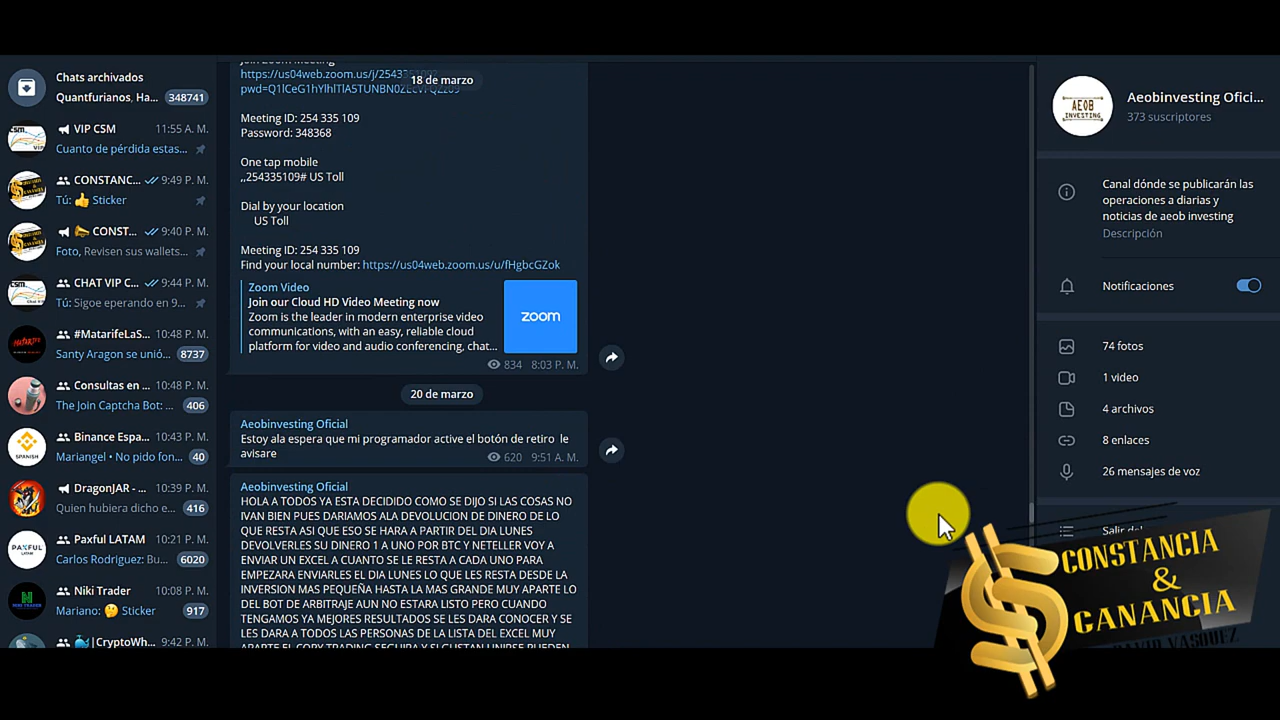 Chats archivados
Quantfurianos, Ha... 348741
VIP CSM 11:55 A. M.
Cuanto de pérdida estas...
CONSTANC... 9:49 P. M.
Tú: 👍 Sticker
CONST... 9:40 P. M.
Foto, Revisen sus wallets...
CHAT VIP C... 9:44 P. M.
Tú: Sigoe eperando en 9...
#MatarifeLaS... 10:48 P. M.
Santy Aragon se unió... 8737
Consultas en ... 10:48 P. M.
The Join Captcha Bot: ... 406
Binance Espa... 10:43 P. M.
Mariangel • No pido fon... 40
DragonJAR - ... 10:39 P. M.
Quien hubiera dicho e... 416
Paxful LATAM 10:21 P. M.
Carlos Rodriguez: Bu... 6020
Niki Trader 10:08 P. M.
Mariano: 🤔 Sticker 917
🐳|CryptoWh... 9:42 P. M.
SPANISH
PAXFUL
Join Zoom Meeting
https://us04web.zoom.us/j/2543
18 de marzo
Meeting ID: 254 335 109
Password: 348368
One tap mobile
,,254335109# US Toll
Dial by your location
US Toll
Meeting ID: 254 335 109
Find your local number: https://us04web.zoom.us/u/fHgbcGZok
Zoom Video
Join our Cloud HD Video Meeting now
Zoom is the leader in modern enterprise video
communications, with an easy, reliable cloud
platform for video and audio conferencing, chat...
zoom
834 8:03 P. M.
20 de marzo
Aeobinvesting Oficial
Estoy ala espera que mi programador active el botón de retiro le
avisare
620 9:51 A. M.
Aeobinvesting Oficial
HOLA A TODOS YA ESTA DECIDIDO COMO SE DIJO SI LAS COSAS NO
IVAN BIEN PUES DARIAMOS ALA DEVOLUCION DE DINERO DE LO
QUE RESTA ASI QUE ESO SE HARA A PARTIR DEL DIA LUNES
DEVOLVERLES SU DINERO 1 A UNO POR BTC Y NETELLER VOY A
ENVIAR UN EXCEL A CUANTO SE LE RESTA A CADA UNO PARA
EMPEZARA ENVIARLES EL DIA LUNES LO QUE LES RESTA DESDE LA
INVERSION MAS PEQUEÑA HASTA LA MAS GRANDE MUY APARTE LO
DEL BOT DE ARBITRAJE AUN NO ESTARA LISTO PERO CUANDO
TENGAMOS YA MEJORES RESULTADOS SE LES DARA CONOCER Y SE
LES DARA A TODOS LAS PERSONAS DE LA LISTA DEL EXCEL MUY
APARTE EL COPY TRADING SEGUIRA Y SI GUSTAN UNIRSE PUEDEN
AEOB
INVESTING
Aeobinvesting Ofici...
373 suscriptores
Canal dónde se publicarán las
operaciones a diarias y
noticias de aeob investing
Descripción
Notificaciones
74 fotos
1 video
4 archivos
8 enlaces
26 mensajes de voz
Salir del
CONSTANCIA
&
GANANCIA
DAVID VASQUEZ